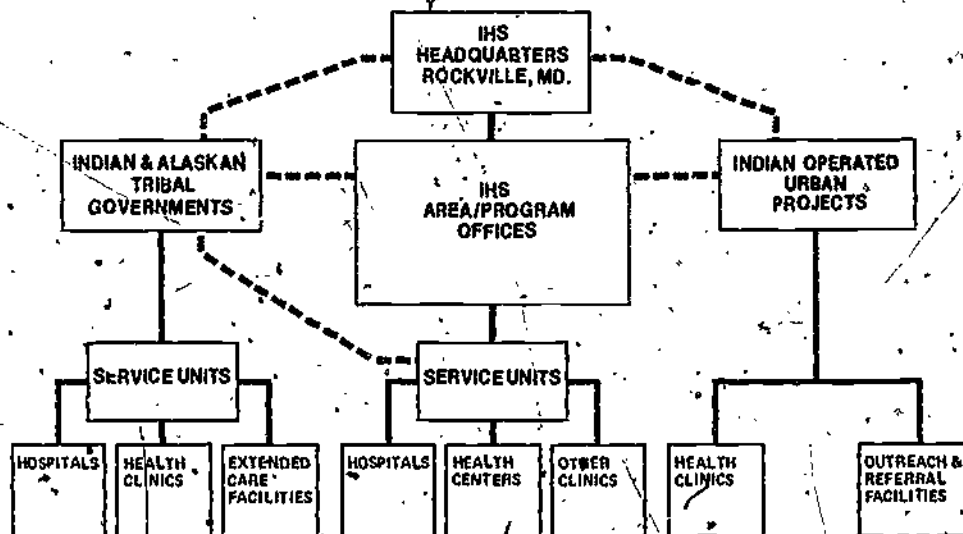 IHS
HEADQUARTERS
ROCKVILLE, MD.
INDIAN & ALASKAN
TRIBAL
GOVERNMENTS
IHS
AREA/PROGRAM
OFFICES
INDIAN OPERATED
URBAN
PROJECTS
SERVICE UNITS
SERVICE UNITS
HOSPITALS
HEALTH
CLINICS
EXTENDED
CARE
FACILITIES
HOSPITALS
HEALTH
CENTERS
OTHER
CLINICS
HEALTH
CLINICS
OUTREACH &
REFERRAL
FACILITIES